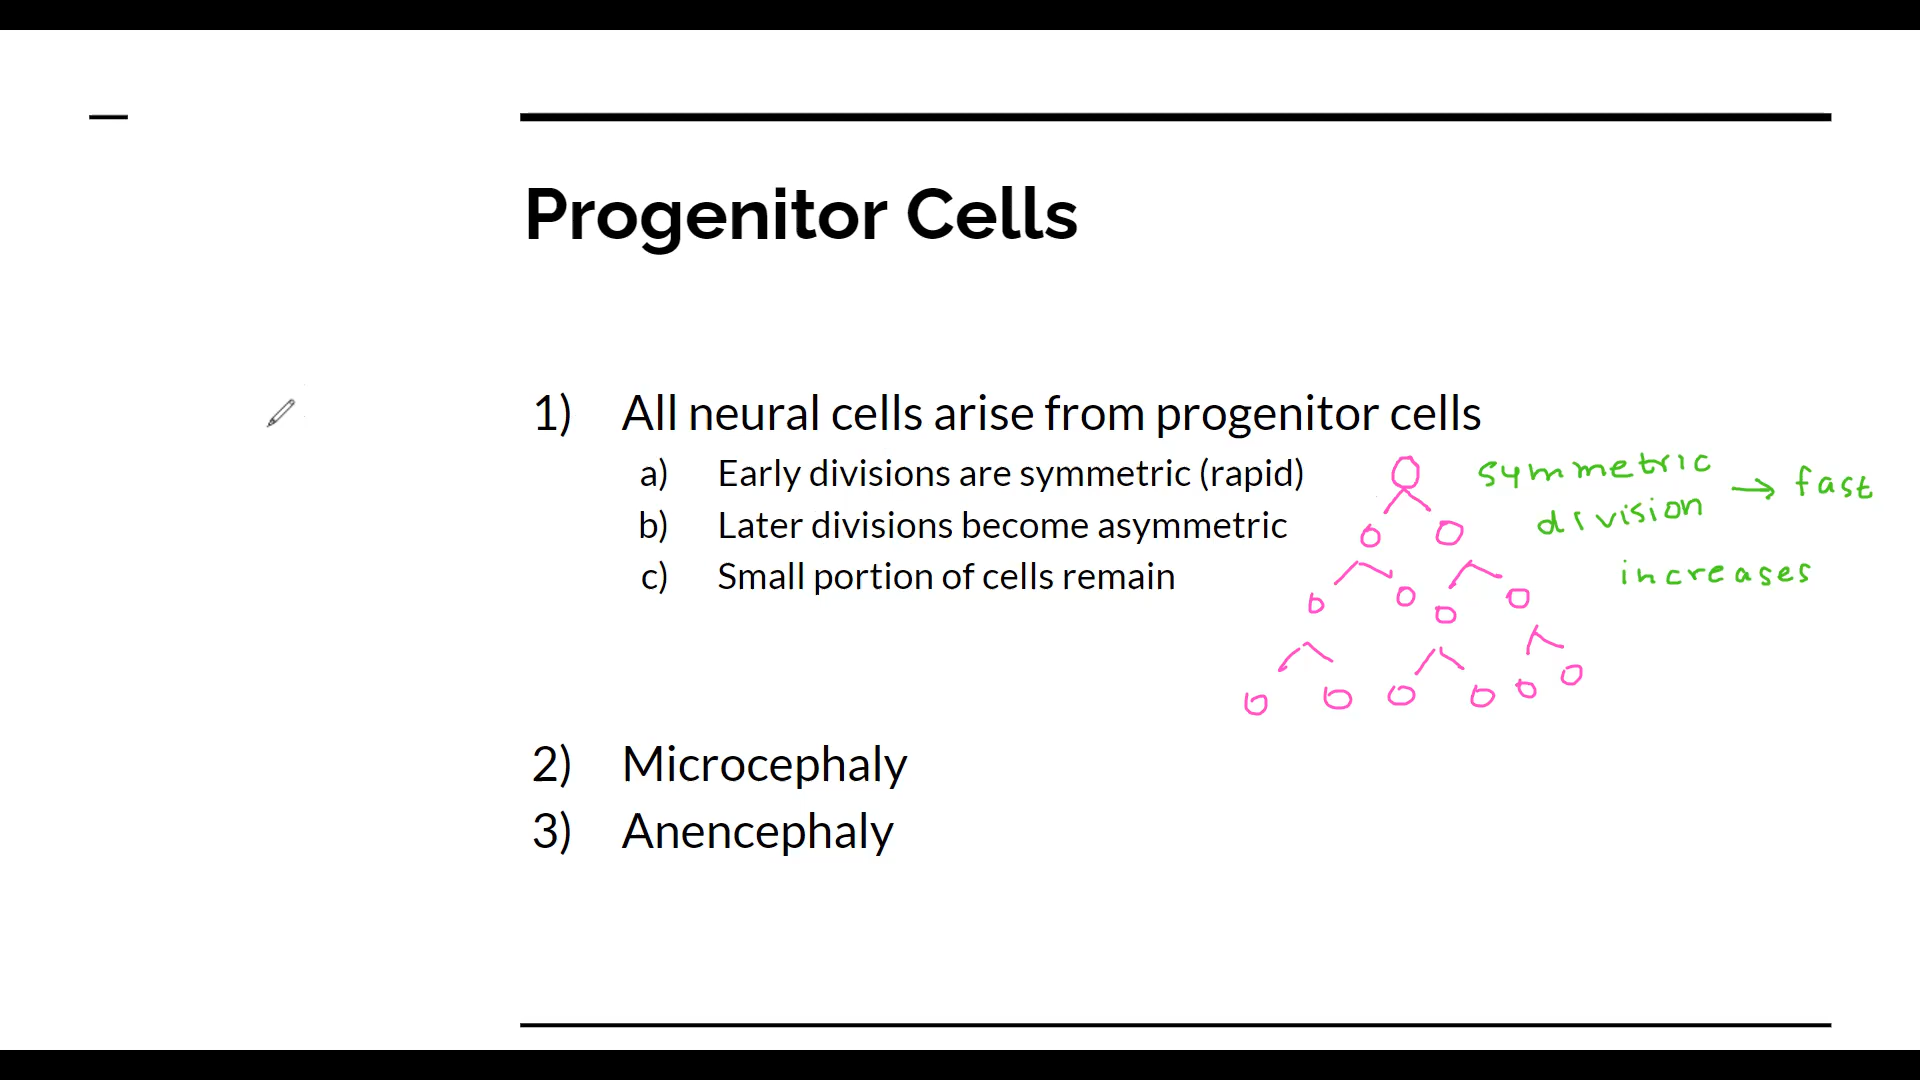 Progenitor Cells
1) All neural cells arise from progenitor cells
a) Early divisions are symmetric (rapid)
b) Later divisions become asymmetric
c) Small portion of cells remain
symmetric
division → fast
increases
2) Microcephaly
3) Anencephaly